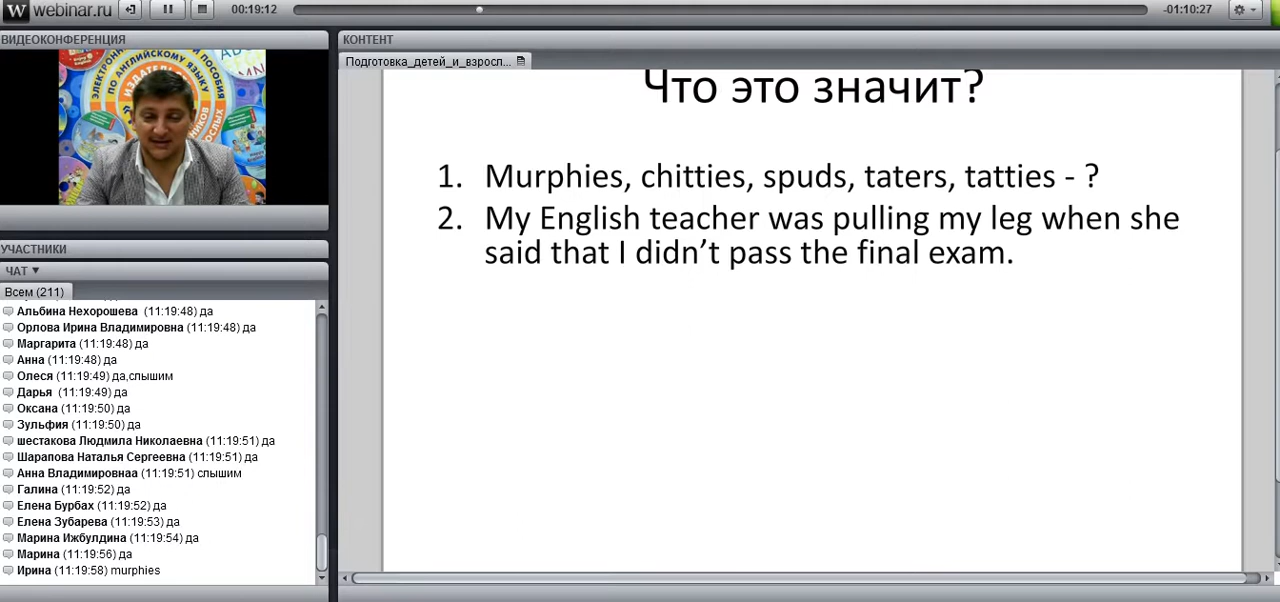 W webinar.ru
00:19:12
-01:10:27
ВИДЕОКОНФЕРЕНЦИЯ
ЭЛЕКТРОННЫЕ ПОСОБИЯ
ПО АНГЛИЙСКОМУ ЯЗЫКУ
УЧАСТНИКИ
ЧАТ
Всем (211)
Альбина Нехорошева (11:19:48) да
Орлова Ирина Владимировна (11:19:48) да
Маргарита (11:19:48) да
Анна (11:19:48) да
Олеся (11:19:49) да,слышим
Дарья (11:19:49) да
Оксана (11:19:50) да
Зульфия (11:19:50) да
шестакова Людмила Николаевна (11:19:51) да
Шарапова Наталья Сергеевна (11:19:51) да
Анна Владимировнаа (11:19:51) слышим
Галина (11:19:52) да
Елена Бурбах (11:19:52) да
Елена Зубарева (11:19:53) да
Марина Ижбулдина (11:19:54) да
Марина (11:19:56) да
Ирина (11:19:58) murphies
КОНТЕНТ
Подготовка_детей_и_взросл...
Что это значит?
1. Murphies, chitties, spuds, taters, tatties - ?
2. My English teacher was pulling my leg when she
said that I didn’t pass the final exam.